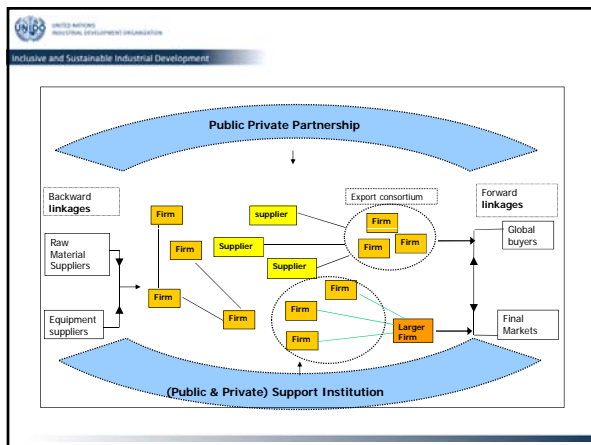 UNITED NATIONS
INDUSTRIAL DEVELOPMENT ORGANIZATION
Inclusive and Sustainable Industrial Development
Public Private Partnership
Backward
linkages
Firm
supplier
Export consortium
Firm
Forward
linkages
Raw
Material
Suppliers
Firm
Supplier
Firm
Firm
Global
buyers
Supplier
Firm
Firm
Firm
Firm
Equipment
suppliers
Firm
Larger
Firm
Final
Markets
(Public & Private) Support Institution